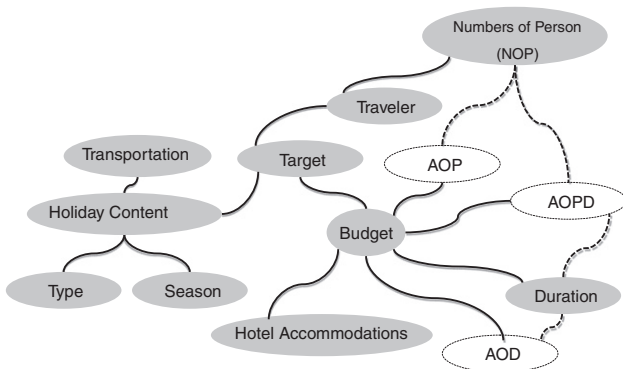 Numbers of Person
(NOP)
Traveler
Transportation
Target
AOP
AOPD
Holiday Content
Budget
Type
Season
Duration
Hotel Accommodations
AOD